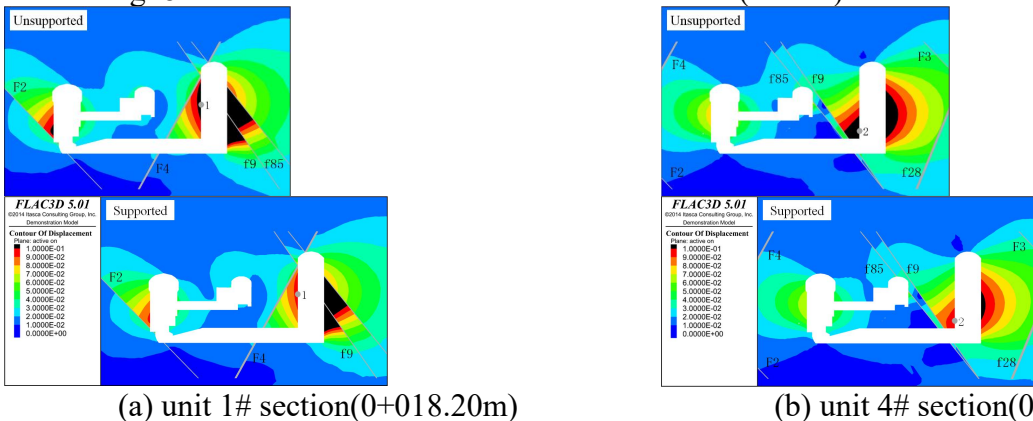 Unsupported
F2
1
F4
f9 f85
FLAC3D 5.01
©2014 Itasca Consulting Group, Inc.
Demonstration Model
Contour Of Displacement
Plane: active on
1.0000E-01
9.0000E-02
8.0000E-02
7.0000E-02
6.0000E-02
5.0000E-02
4.0000E-02
3.0000E-02
2.0000E-02
1.0000E-02
0.0000E+00
Supported
F2
1
F4
f9
(a) unit 1# section(0+018.20m)
Unsupported
F4
f85
f9
F3
2
F2
f28
FLAC3D 5.01
©2014 Itasca Consulting Group, Inc.
Demonstration Model
Contour Of Displacement
Plane: active on
1.0000E-01
9.0000E-02
8.0000E-02
7.0000E-02
6.0000E-02
5.0000E-02
4.0000E-02
3.0000E-02
2.0000E-02
1.0000E-02
0.0000E+00
Supported
F4
f85
f9
F3
2
F2
f28
(b) unit 4# section(0